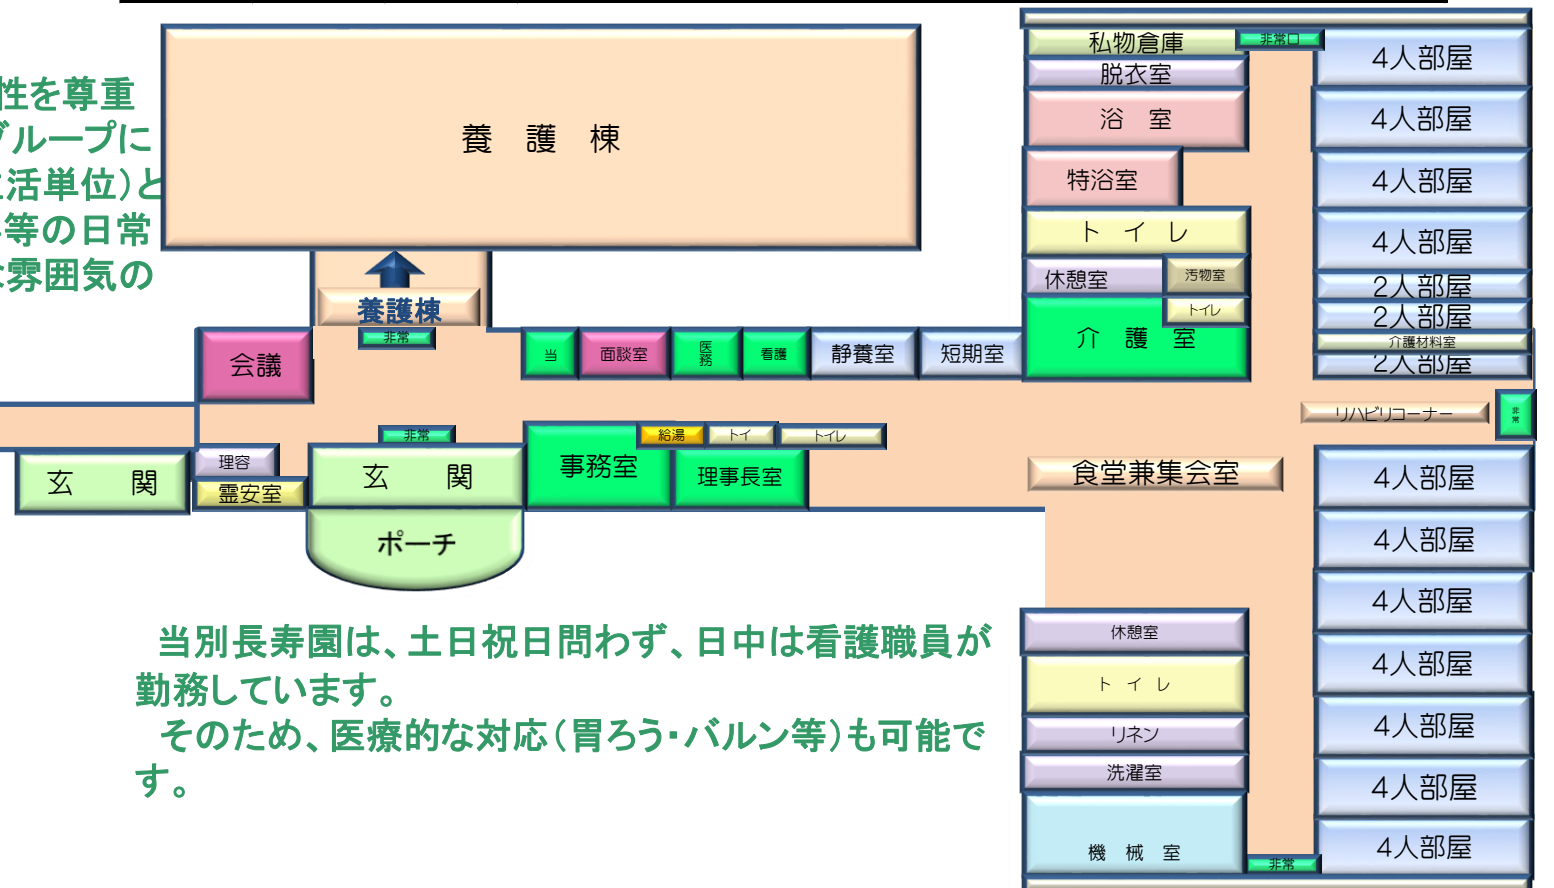 性を尊重
グループに
生活単位）と
等の日常
な雰囲気の
養　護　棟
養護棟
非常
会議
当
面談室
医務
看護
静養室
短期室
私物倉庫
非常口
脱衣室
浴　室
特浴室
ト　イ　レ
休憩室
汚物室
トイレ
介　護　室
4人部屋
4人部屋
4人部屋
4人部屋
2人部屋
2人部屋
介護材料室
2人部屋
リハビリコーナー
非常
非常
給湯
トイ
トイレ
玄　関
理容
霊安室
玄　関
事務室
理事長室
食堂兼集会室
ポーチ
4人部屋
4人部屋
4人部屋
4人部屋
4人部屋
4人部屋
4人部屋
休憩室
ト　イ　レ
リネン
洗濯室
機　械　室
非常
当別長寿園は、土日祝日問わず、日中は看護職員が
勤務しています。
そのため、医療的な対応（胃ろう・バルン等）も可能で
す。